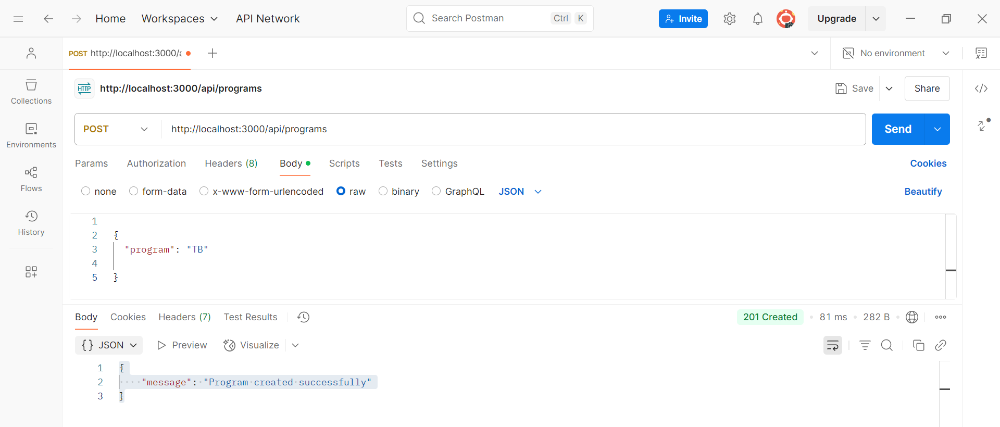 Home Workspaces API Network Search Postman Ctrl K Invite Upgrade
POST http://localhost:3000/a No environment
HTTP http://localhost:3000/api/programs Save Share
Collections
POST http://localhost:3000/api/programs Send
Environments
Params Authorization Headers (8) Body Scripts Tests Settings Cookies
Flows
none form-data x-www-form-urlencoded raw binary GraphQL JSON Beautify
History
1
2 {
3 "program": "TB"
4
5 }
Body Cookies Headers (7) Test Results 201 Created • 81 ms • 282 B •
{} JSON Preview Visualize
1 {
2 "message": "Program created successfully"
3 }